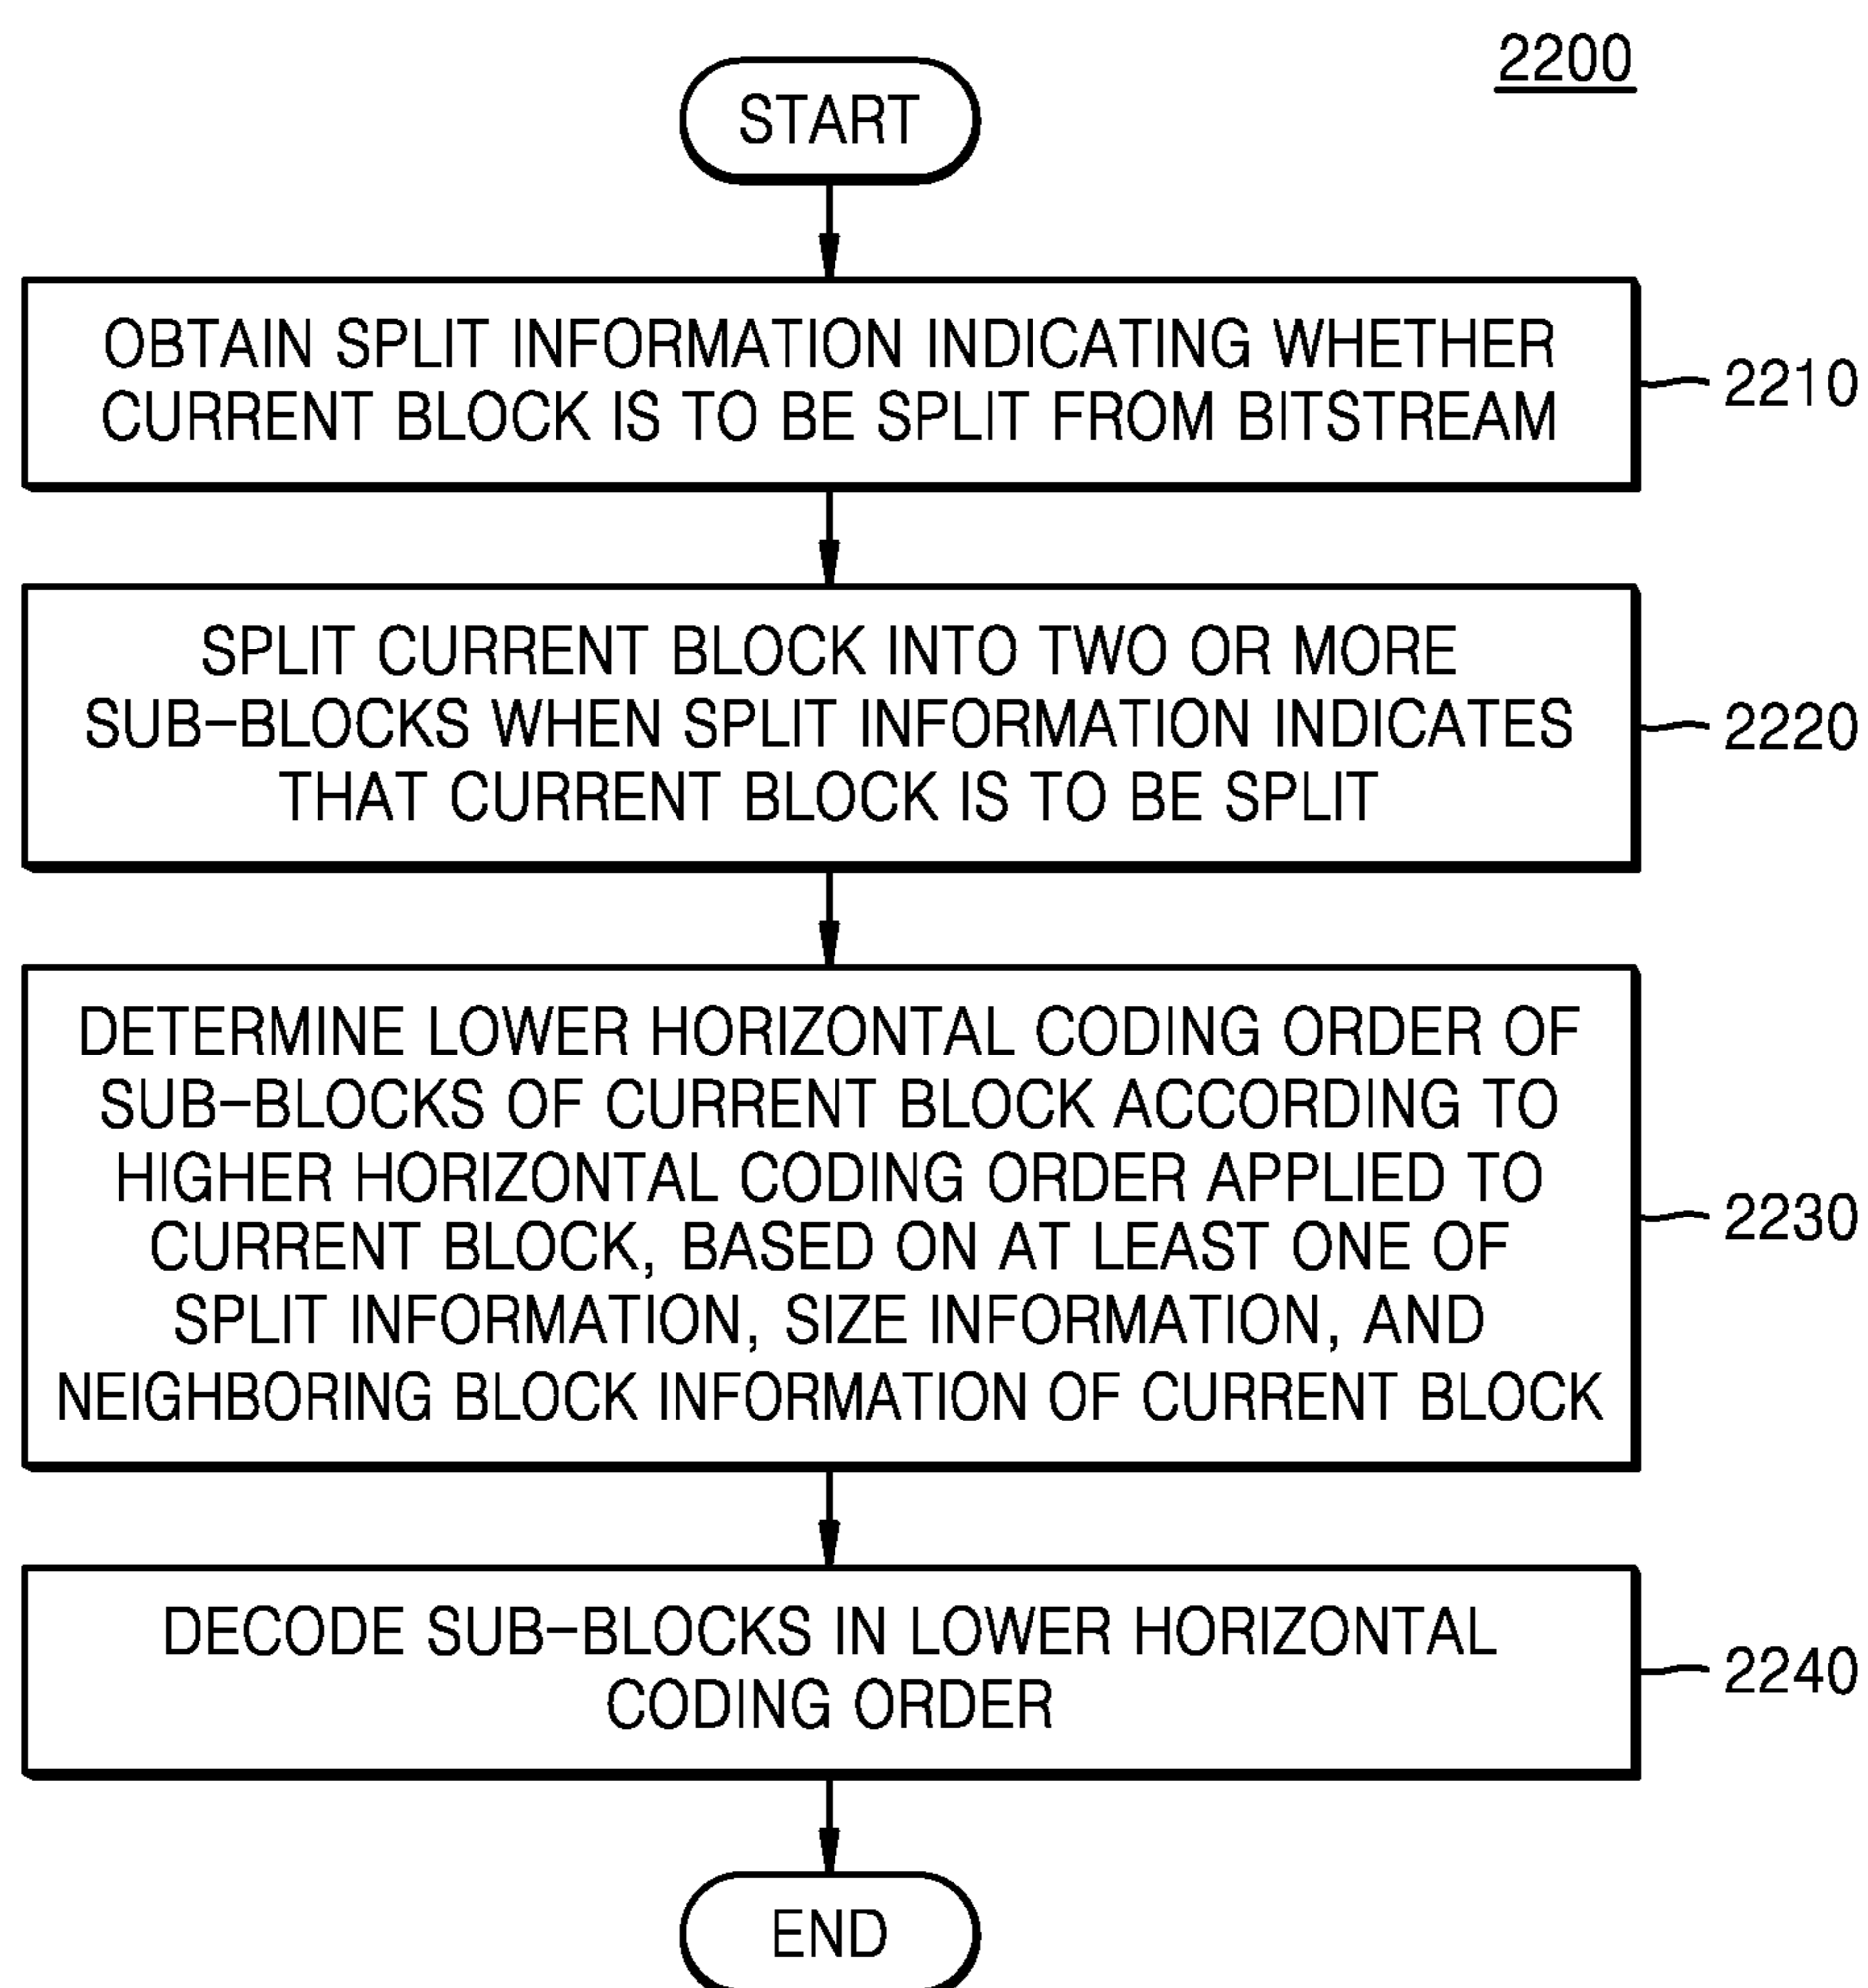 2200
START
OBTAIN SPLIT INFORMATION INDICATING WHETHER
CURRENT BLOCK IS TO BE SPLIT FROM BITSTREAM
2210
SPLIT CURRENT BLOCK INTO TWO OR MORE
SUB-BLOCKS WHEN SPLIT INFORMATION INDICATES
THAT CURRENT BLOCK IS TO BE SPLIT
2220
DETERMINE LOWER HORIZONTAL CODING ORDER OF
SUB-BLOCKS OF CURRENT BLOCK ACCORDING TO
HIGHER HORIZONTAL CODING ORDER APPLIED TO
CURRENT BLOCK, BASED ON AT LEAST ONE OF
SPLIT INFORMATION, SIZE INFORMATION, AND
NEIGHBORING BLOCK INFORMATION OF CURRENT BLOCK
2230
DECODE SUB-BLOCKS IN LOWER HORIZONTAL
CODING ORDER
2240
END